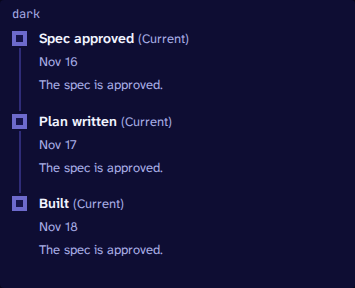 dark
Spec approved (Current)
Nov 16
The spec is approved.
Plan written (Current)
Nov 17
The spec is approved.
Built (Current)
Nov 18
The spec is approved.